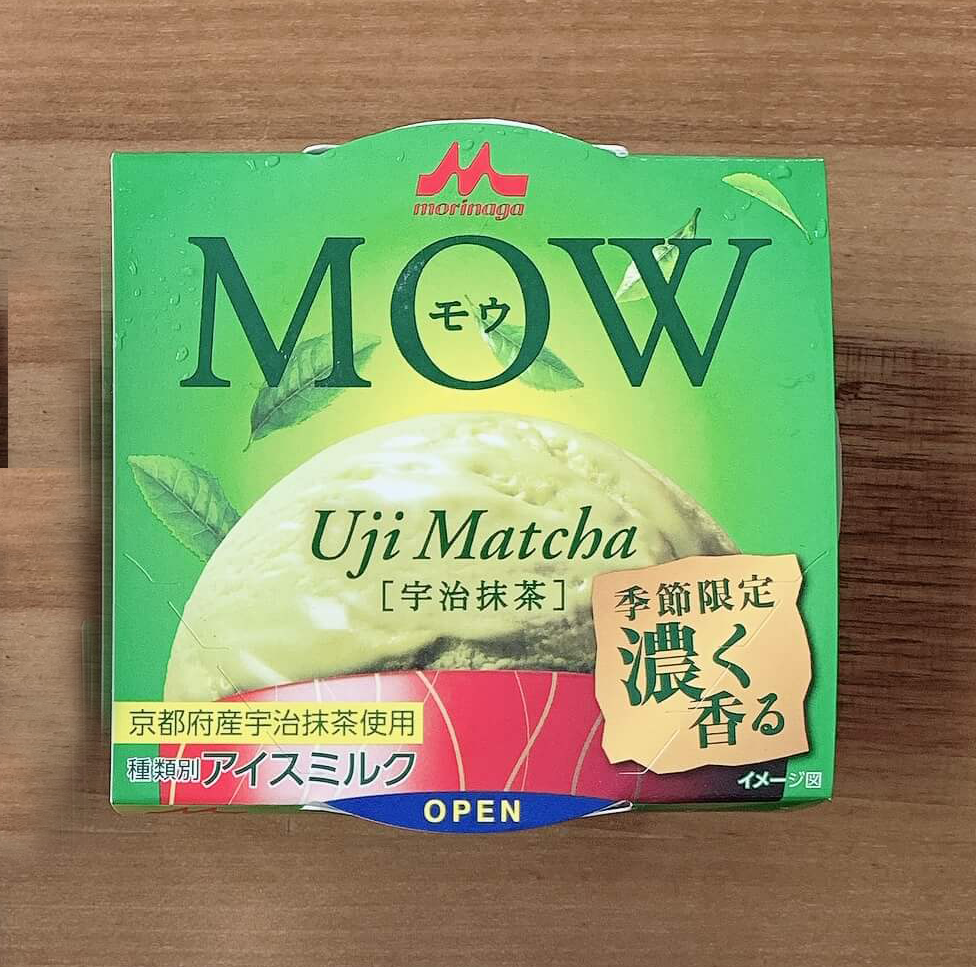 morinaga
MOW
モウ
Uji Matcha
[宇治抹茶]
季節限定
濃く
香る
京都府産宇治抹茶使用
種類別アイスミルク
イメージ図
OPEN